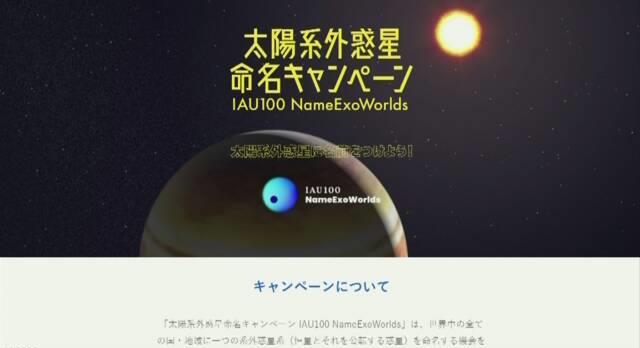 太陽系外惑星
命名キャンペーン
IAU100 NameExoWorlds
太陽系外惑星に名前をつけよう!
IAU100
NameExoWorlds
キャンペーンについて
「太陽系外惑星命名キャンペーン IAU100 NameExoWorlds」は、世界中の全て
の国・地域に一つの系外惑星系（恒星とそれを公転する惑星）を命名する機会を